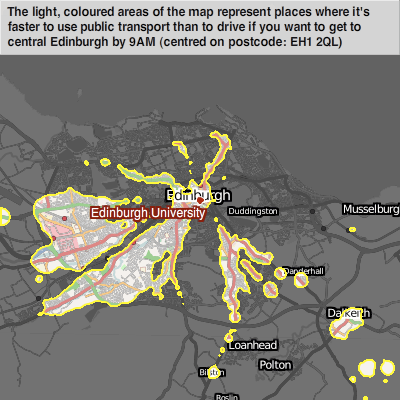 The light, coloured areas of the map represent places where it's
faster to use public transport than to drive if you want to get to
central Edinburgh by 9AM (centred on postcode: EH1 2QL)
Edinburgh
Edinburgh University
Duddingston
Musselburg
Danderhall
Dalkeith
Loanhead
Bilston
Polton
Roslin